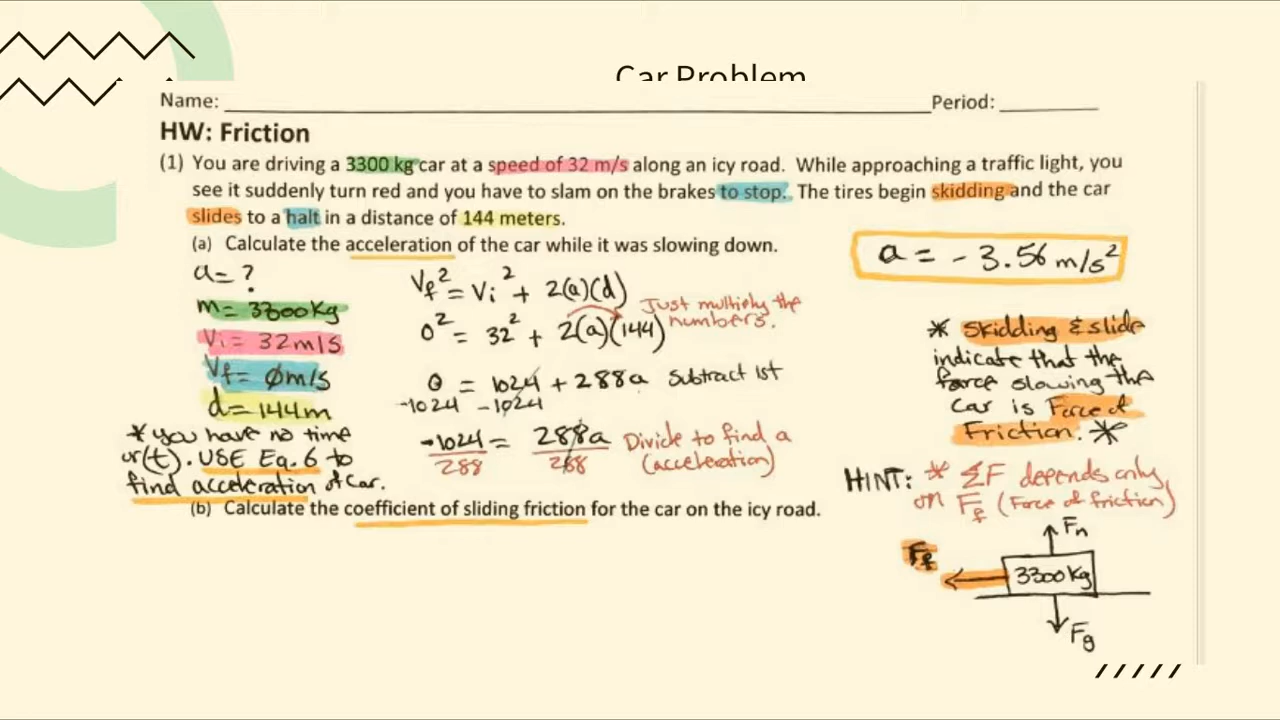 Car Problem
Name: Period:
HW: Friction
(1) You are driving a 3300 kg car at a speed of 32 m/s along an icy road. While approaching a traffic light, you
see it suddenly turn red and you have to slam on the brakes to stop. The tires begin skidding and the car
slides to a halt in a distance of 144 meters.
(a) Calculate the acceleration of the car while it was slowing down.
a = ?
m = 3300 Kg
Vi = 32 m/s
Vf = 0 m/s
d = 144 m
* you have no time
or (t). USE Eq. 6 to
find acceleration of car.
Vf² = Vi² + 2(a)(d)
0² = 32² + 2(a)(144)
Just multiply the
numbers.
0 = 1024 + 288a Subtract 1st
-1024 -1024
-1024 = 288a
288 288
Divide to find a
(acceleration)
a = -3.56 m/s²
* Skidding & slide
indicate that the
force slowing the
car is Force of
Friction. *
HINT: * ΣF depends only
on Ff (Force of friction)
(b) Calculate the coefficient of sliding friction for the car on the icy road.
Fn
Ff
3300 Kg
Fg